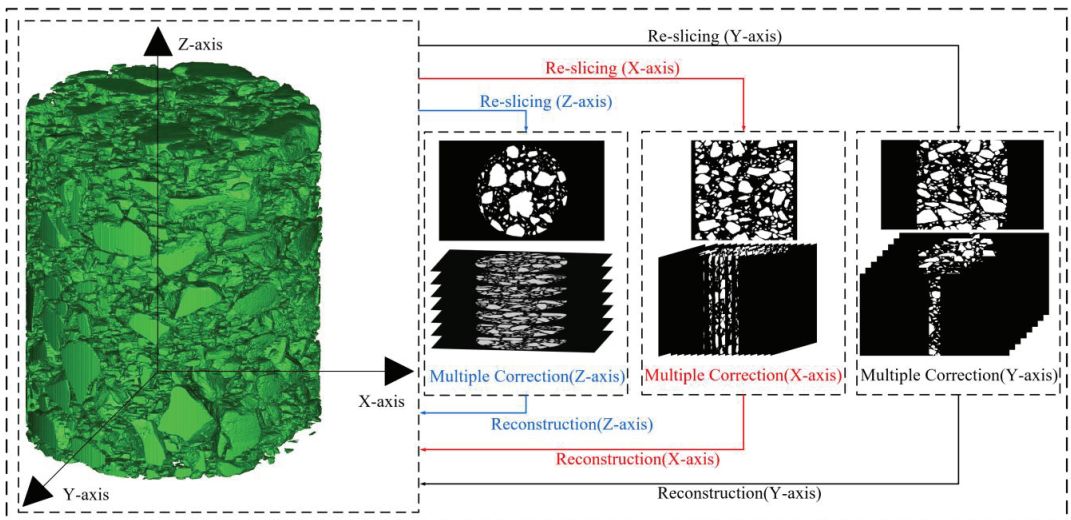 Z-axis
X-axis
Y-axis
Re-slicing (Y-axis)
Re-slicing (X-axis)
Re-slicing (Z-axis)
Multiple Correction(Z-axis)
Multiple Correction(X-axis)
Multiple Correction(Y-axis)
Reconstruction(Z-axis)
Reconstruction(X-axis)
Reconstruction(Y-axis)